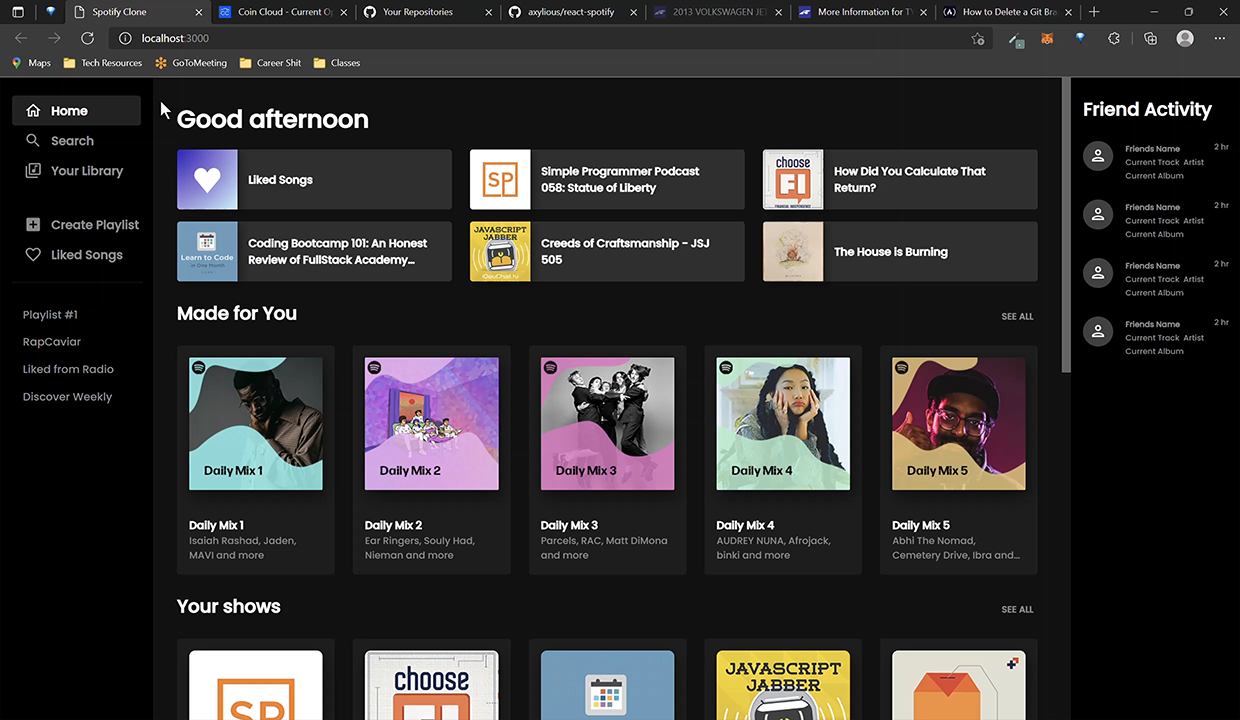 Spotify Clone
Coin Cloud - Current Op
Your Repositories
axylious/react-spotify
2013 VOLKSWAGEN JET
More Information for TV
How to Delete a Git Bra
localhost:3000
Maps
Tech Resources
GoToMeeting
Career Shit
Classes
Home
Search
Your Library
Create Playlist
Liked Songs
Playlist #1
RapCaviar
Liked from Radio
Discover Weekly
Good afternoon
Liked Songs
SP
Simple Programmer Podcast
058: Statue of Liberty
choose
FI
FINANCIAL INDEPENDENCE
How Did You Calculate That
Return?
Learn to Code
in One Month
Coding Bootcamp 101: An Honest
Review of FullStack Academy...
JAVASCRIPT
JABBER
DevChat.tv
Creeds of Craftsmanship - JSJ
505
The House is Burning
Made for You
SEE ALL
Daily Mix 1
Daily Mix 1
Isaiah Rashad, Jaden,
MAVI and more
Daily Mix 2
Daily Mix 2
Ear Ringers, Souly Had,
Nieman and more
Daily Mix 3
Daily Mix 3
Parcels, RAC, Matt DiMona
and more
Daily Mix 4
Daily Mix 4
AUDREY NUNA, Afrojack,
binki and more
Daily Mix 5
Daily Mix 5
Abhi The Nomad,
Cemetery Drive, Ibra and...
Your shows
SEE ALL
SP
choose
JAVASCRIPT
JABBER
Friend Activity
Friends Name
2 hr
Current Track Artist
Current Album
Friends Name
2 hr
Current Track Artist
Current Album
Friends Name
2 hr
Current Track Artist
Current Album
Friends Name
2 hr
Current Track Artist
Current Album